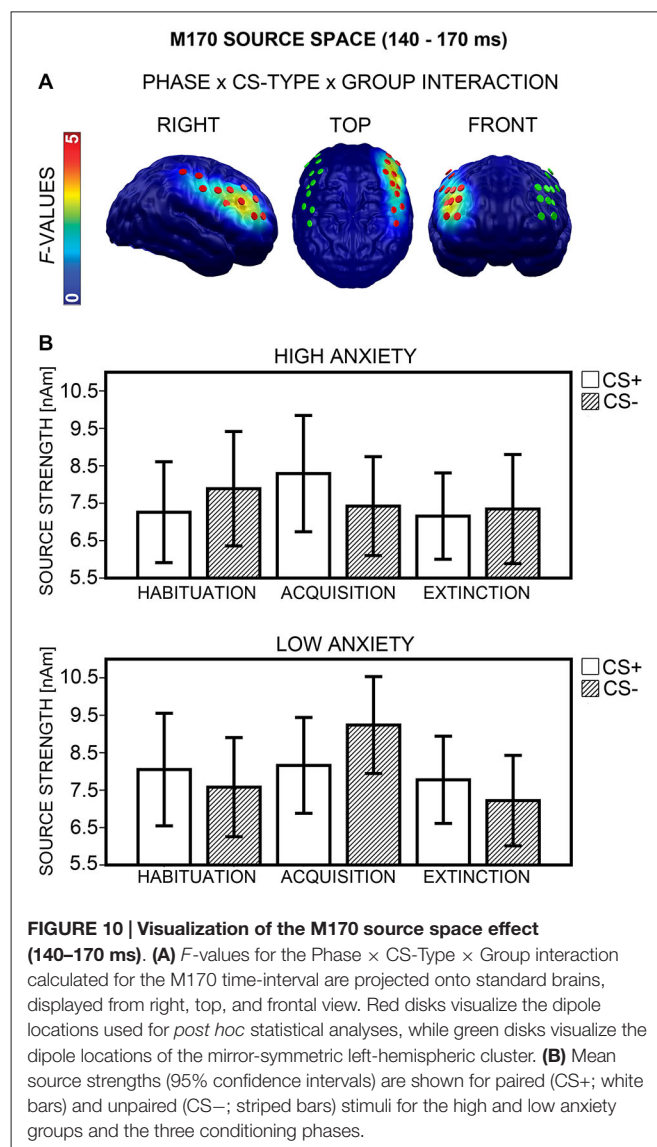 M170 SOURCE SPACE (140 - 170 ms)
A
PHASE x CS-TYPE x GROUP INTERACTION
RIGHT
TOP
FRONT
5
F-VALUES
0
B
HIGH ANXIETY
SOURCE STRENGTH [nAm]
10.5
9.5
8.5
7.5
6.5
5.5
CS+
CS-
HABITUATION
ACQUISITION
EXTINCTION
LOW ANXIETY
SOURCE STRENGTH [nAm]
10.5
9.5
8.5
7.5
6.5
5.5
CS+
CS-
HABITUATION
ACQUISITION
EXTINCTION
FIGURE 10 | Visualization of the M170 source space effect
(140–170 ms). (A) F-values for the Phase × CS-Type × Group interaction
calculated for the M170 time-interval are projected onto standard brains,
displayed from right, top, and frontal view. Red disks visualize the dipole
locations used for post hoc statistical analyses, while green disks visualize the
dipole locations of the mirror-symmetric left-hemispheric cluster. (B) Mean
source strengths (95% confidence intervals) are shown for paired (CS+; white
bars) and unpaired (CS−; striped bars) stimuli for the high and low anxiety
groups and the three conditioning phases.